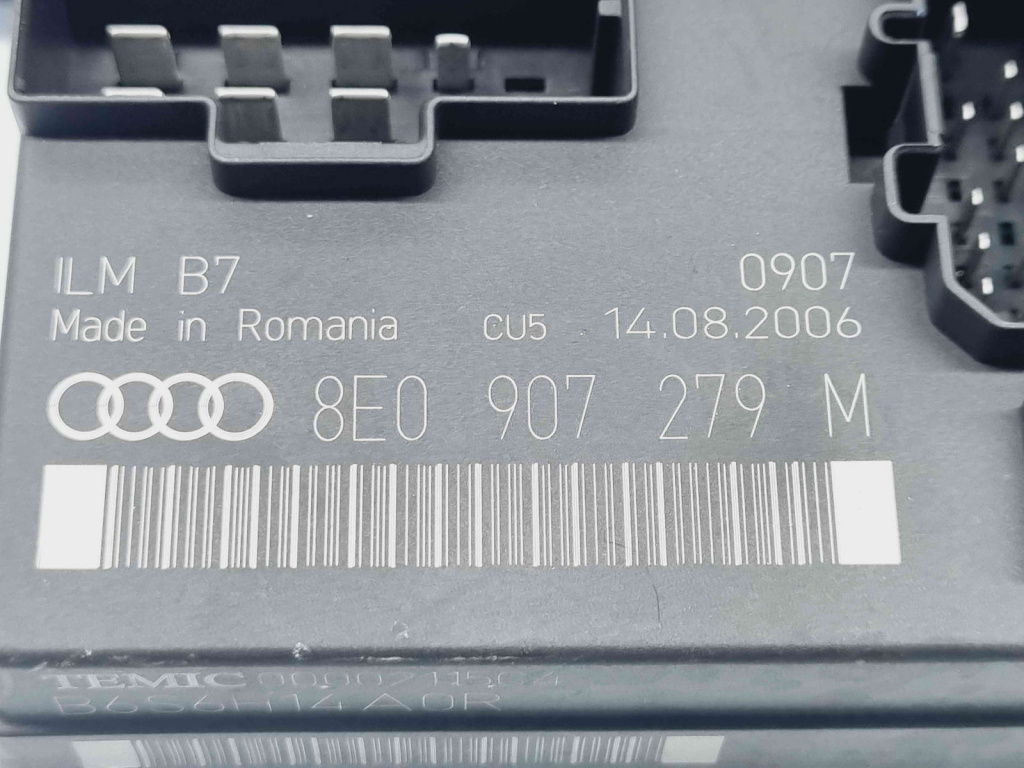 ILM B7 0907
Made in Romania CU5 14.08.2006
8E0 907 279 M
TEMIC